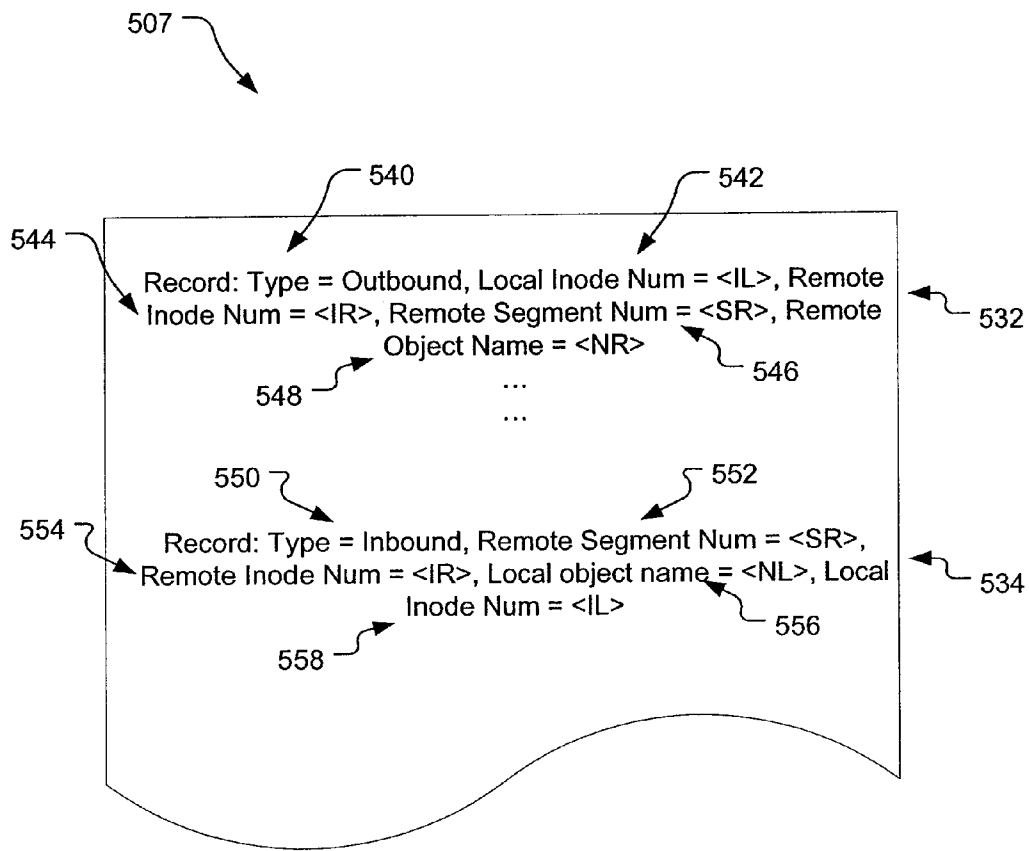 507
540
542
544
Record: Type = Outbound, Local Inode Num = <IL>, Remote
Inode Num = <IR>, Remote Segment Num = <SR>, Remote
Object Name = <NR>
532
546
548
...
...
550
552
554
Record: Type = Inbound, Remote Segment Num = <SR>,
Remote Inode Num = <IR>, Local object name = <NL>, Local
Inode Num = <IL>
534
556
558